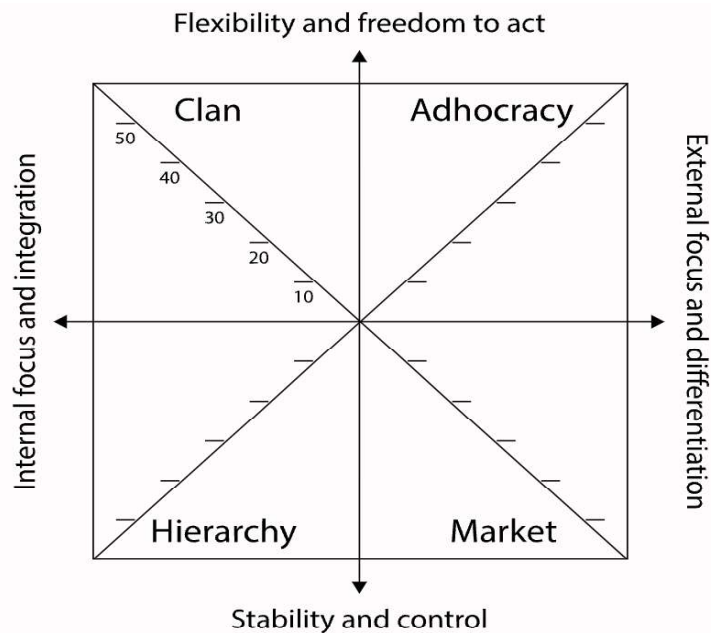 Flexibility and freedom to act
Clan
Adhocracy
50
40
30
20
10
Internal focus and integration
External focus and differentiation
Hierarchy
Market
Stability and control